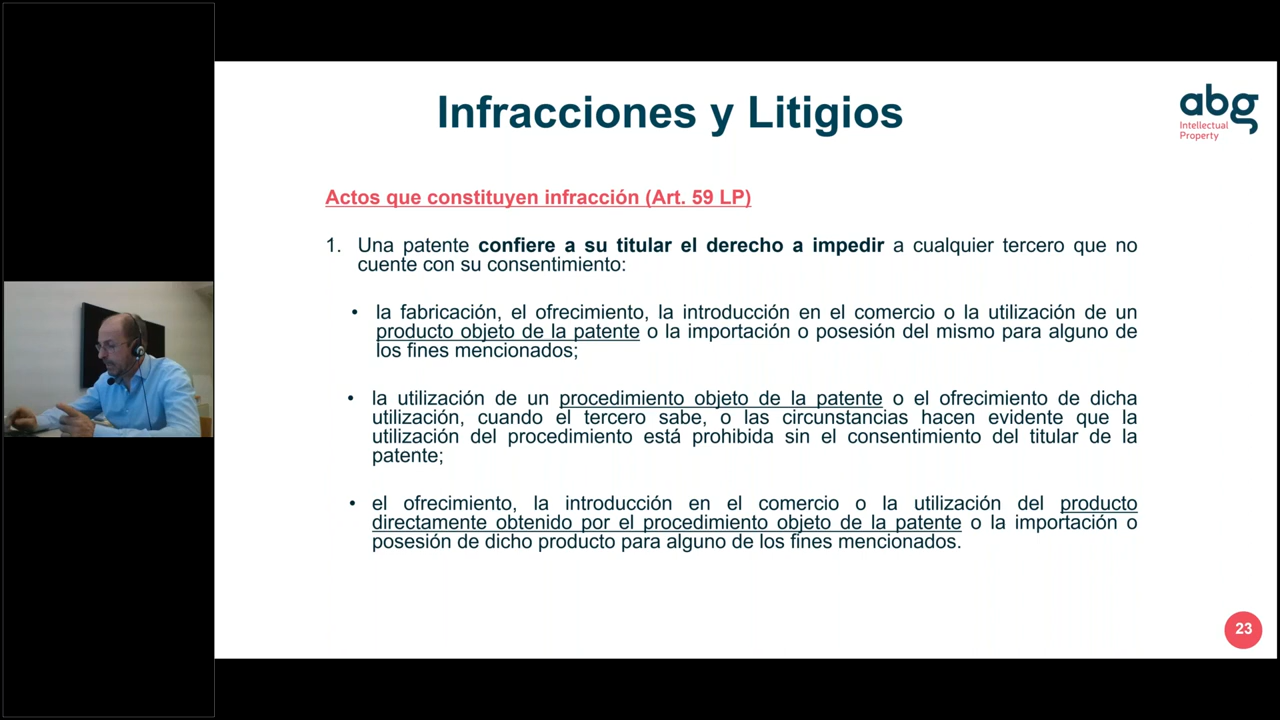 Infracciones y Litigios
abg
Intellectual
Property
Actos que constituyen infracción (Art. 59 LP)
1. Una patente confiere a su titular el derecho a impedir a cualquier tercero que no
cuente con su consentimiento:
• la fabricación, el ofrecimiento, la introducción en el comercio o la utilización de un
producto objeto de la patente o la importación o posesión del mismo para alguno de
los fines mencionados;
• la utilización de un procedimiento objeto de la patente o el ofrecimiento de dicha
utilización, cuando el tercero sabe, o las circunstancias hacen evidente que la
utilización del procedimiento está prohibida sin el consentimiento del titular de la
patente;
• el ofrecimiento, la introducción en el comercio o la utilización del producto
directamente obtenido por el procedimiento objeto de la patente o la importación o
posesión de dicho producto para alguno de los fines mencionados.
23